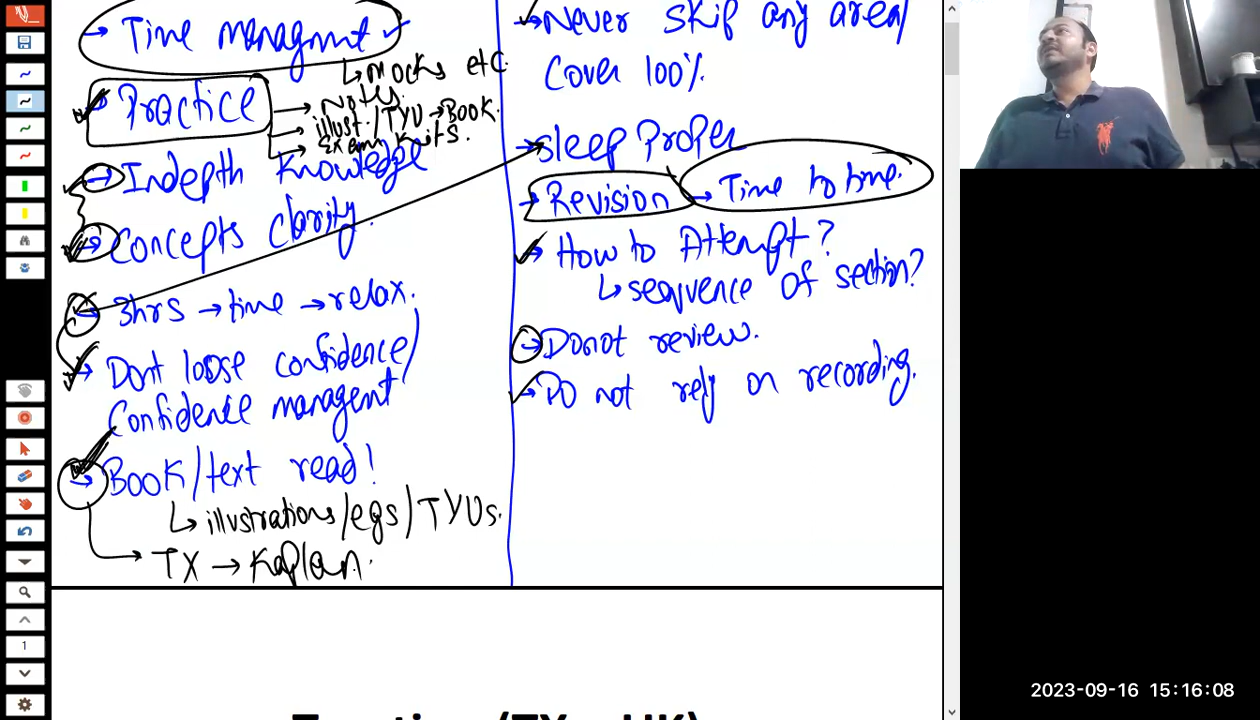 → Time managmnt
↳ mocks etc.
→ Practice
→ Notes.
→ illust./TYU → Book.
→ Exam kits.
→ Indepth Knowledge
→ Concepts clarity.
→ 3hrs → time → relax.
→ Dont loose confidence/
Confidence managent
→ Book/text read!
↳ illustrations/egs/TYUs.
→ TX → Kaplan.
→ Never skip any area/
Cover 100%
→ sleep Proper
→ Revision → Time to time.
→ How to Attempt?
↳ sequence of section?
→ Donot review.
→ Do not rely on recording.
1
2023-09-16 15:16:08